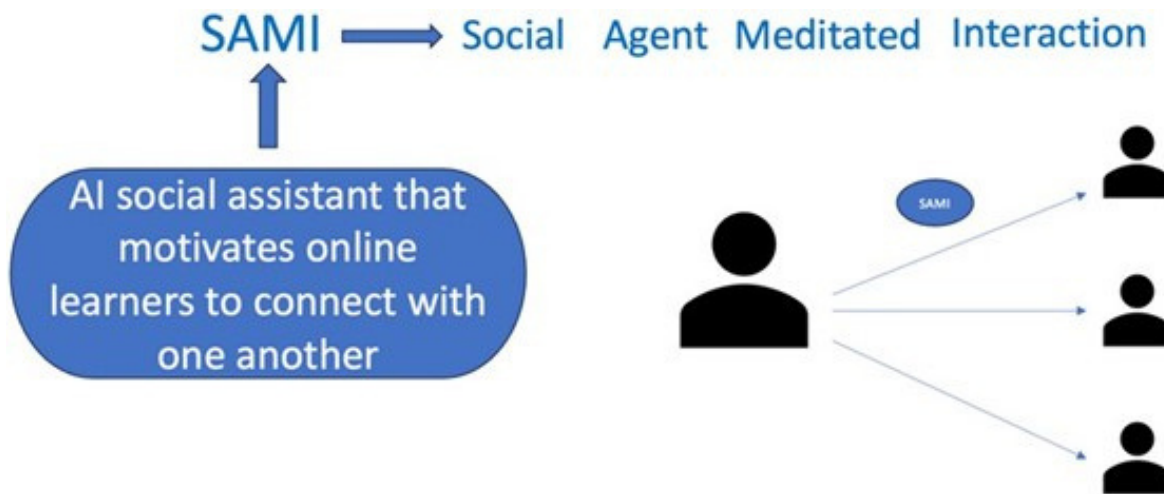 SAMI Social Agent Meditated Interaction
AI social assistant that
motivates online
learners to connect with
one another
SAMI